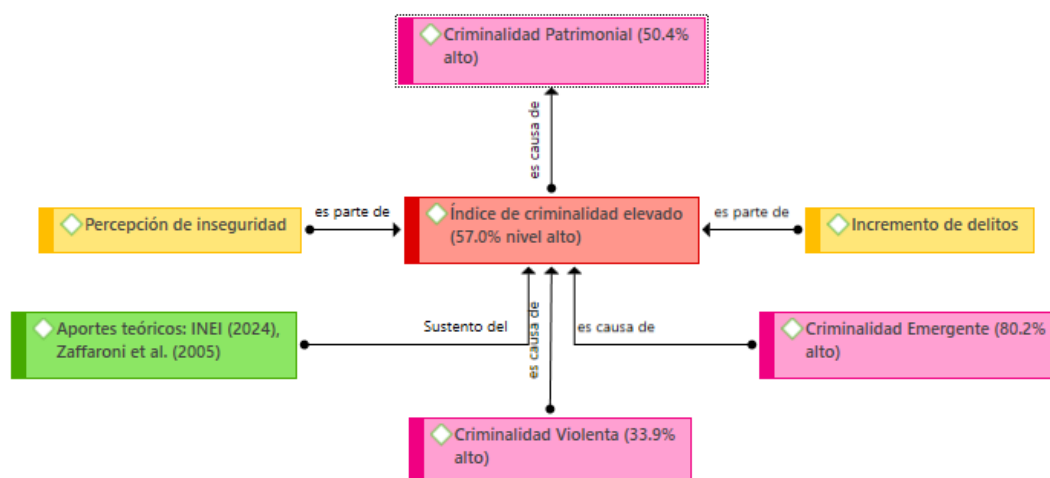 Criminalidad Patrimonial (50.4%
alto)
es causa de
Percepción de inseguridad
es parte de
Índice de criminalidad elevado
(57.0% nivel alto)
es parte de
Incremento de delitos
Aportes teóricos: INEI (2024),
Zaffaroni et al. (2005)
Sustento del
es causa de
es causa de
Criminalidad Emergente (80.2%
alto)
Criminalidad Violenta (33.9%
alto)